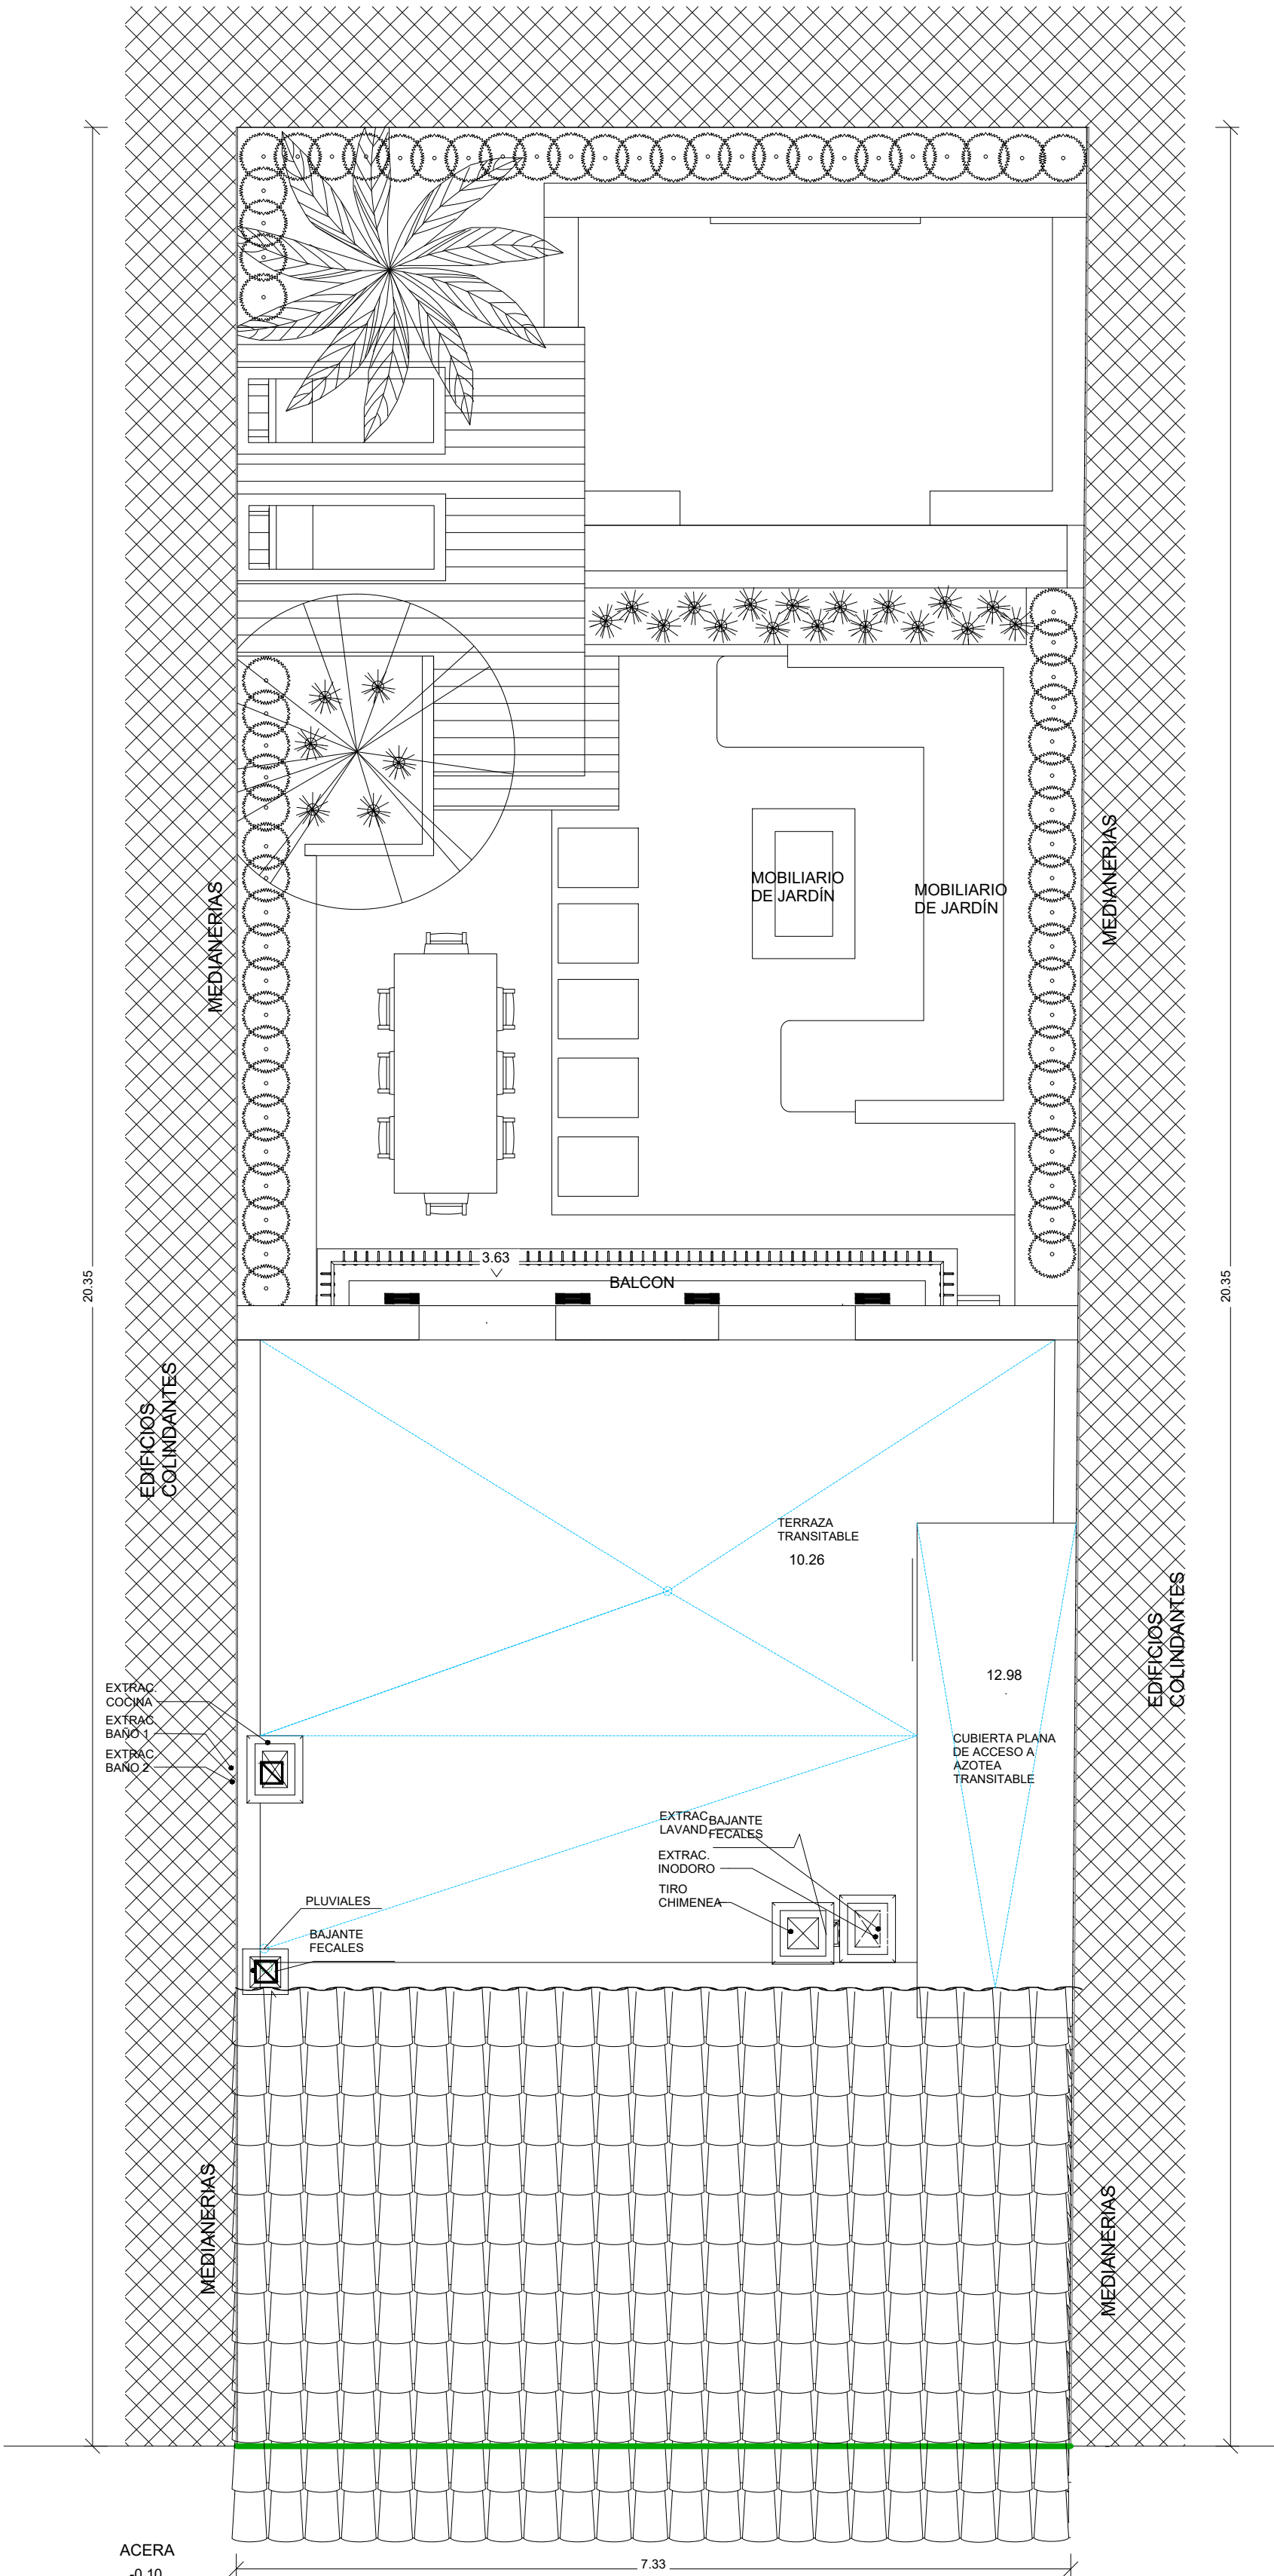 MEDIANERIAS
MEDIANERIAS
MOBILIARIO
DE JARDÍN
MOBILIARIO
DE JARDÍN
3.63
BALCON
20.35
20.35
EDIFICIOS
COLINDANTES
TERRAZA
TRANSITABLE
10.26
EDIFICIOS
COLINDANTES
12.98
EXTRAC.
COCINA
EXTRAC.
BAÑO 1
EXTRAC.
BAÑO 2
CUBIERTA PLANA
DE ACCESO A
AZOTEA
TRANSITABLE
EXTRAC.
LAVAND.
BAJANTE
FECALES
EXTRAC.
INODORO
TIRO
CHIMENEA
PLUVIALES
BAJANTE
FECALES
MEDIANERIAS
MEDIANERIAS
ACERA
-0.10
7.33